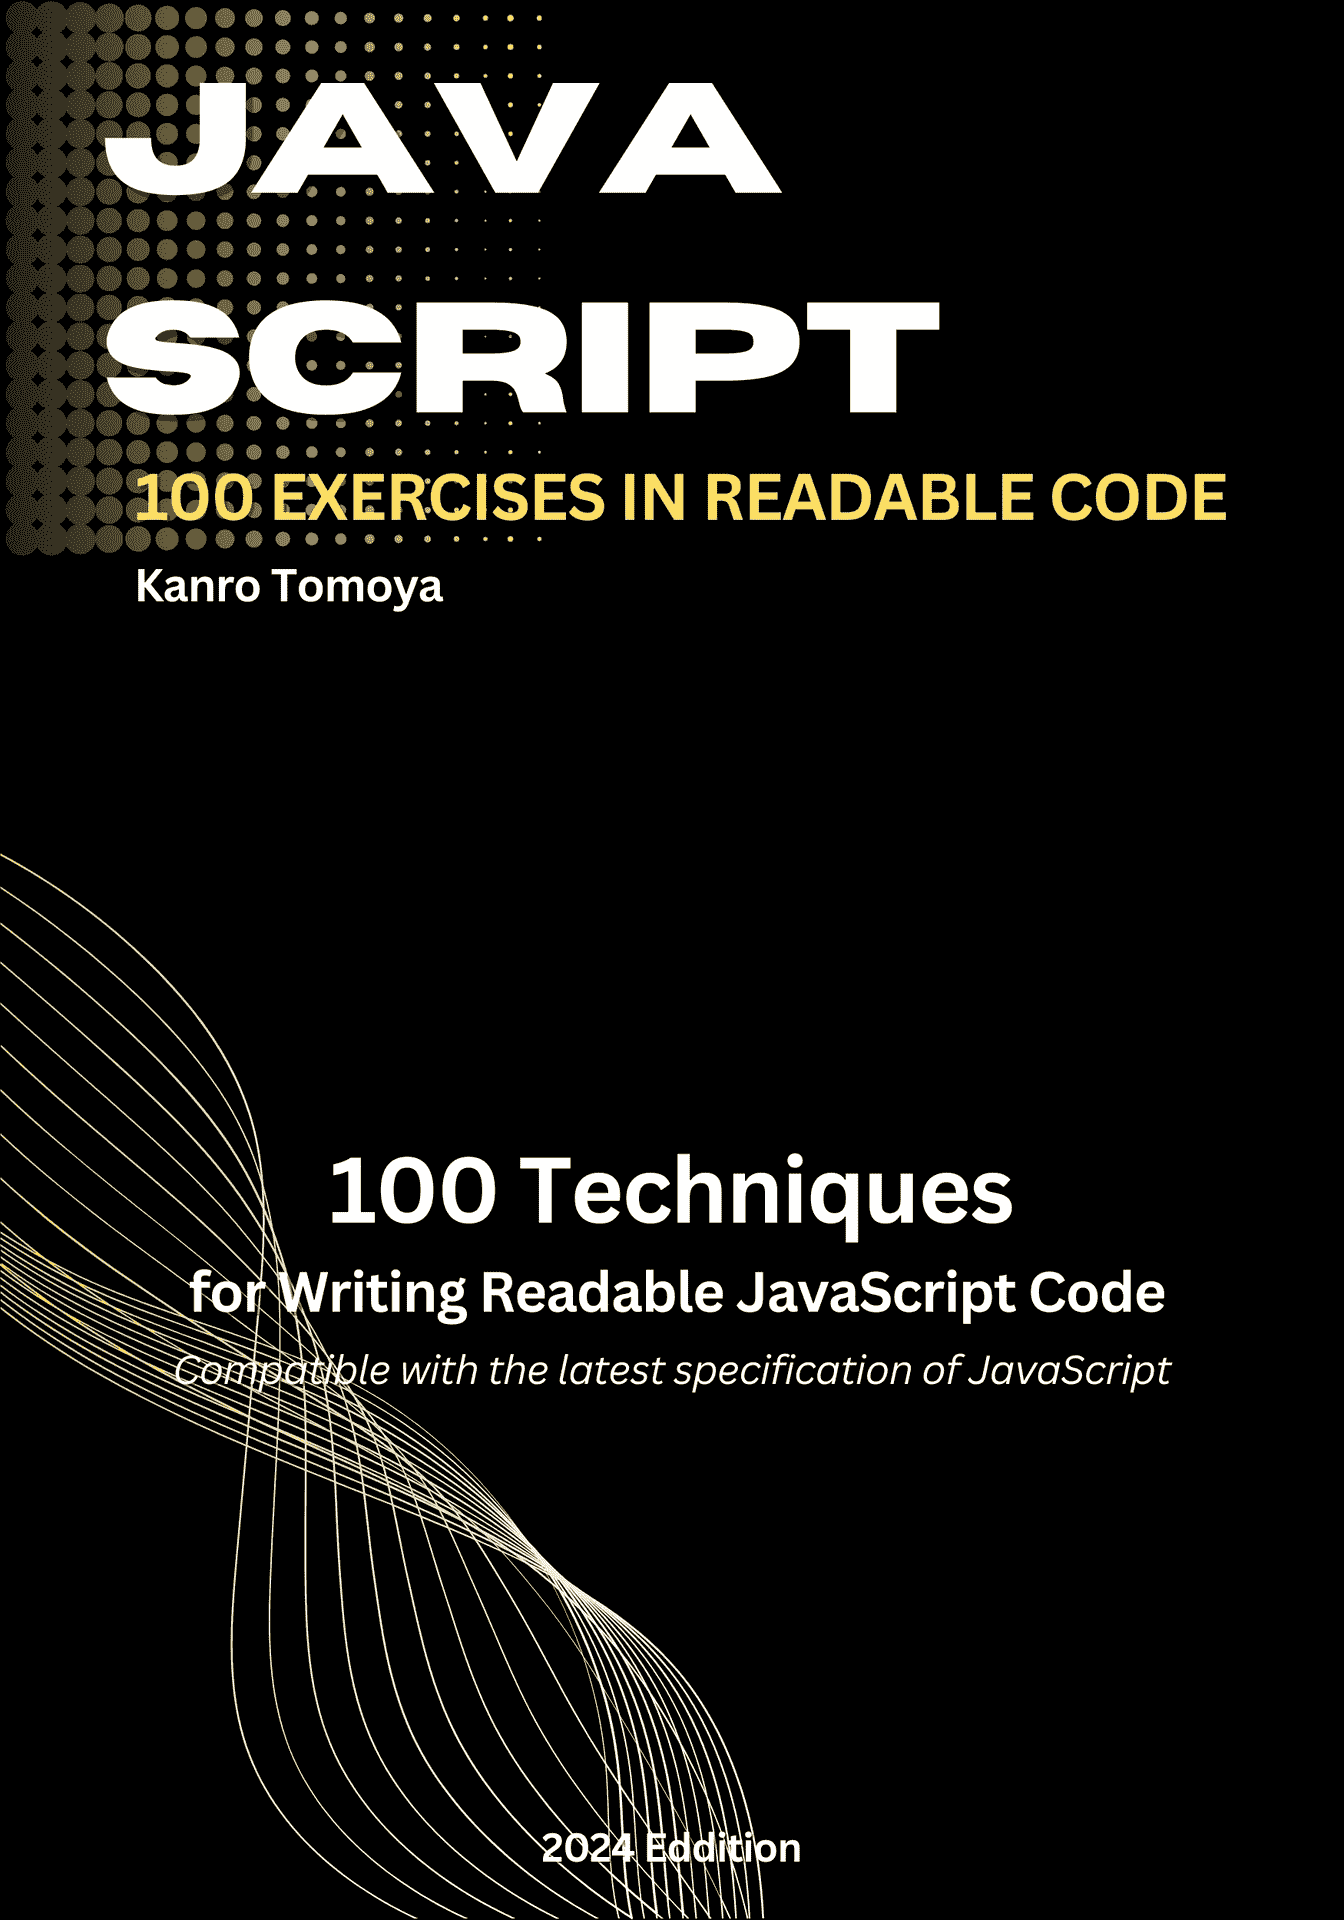 JAVA
SCRIPT
100 EXERCISES IN READABLE CODE
Kanro Tomoya
100 Techniques
for Writing Readable JavaScript Code
Compatible with the latest specification of JavaScript
2024 Eddition